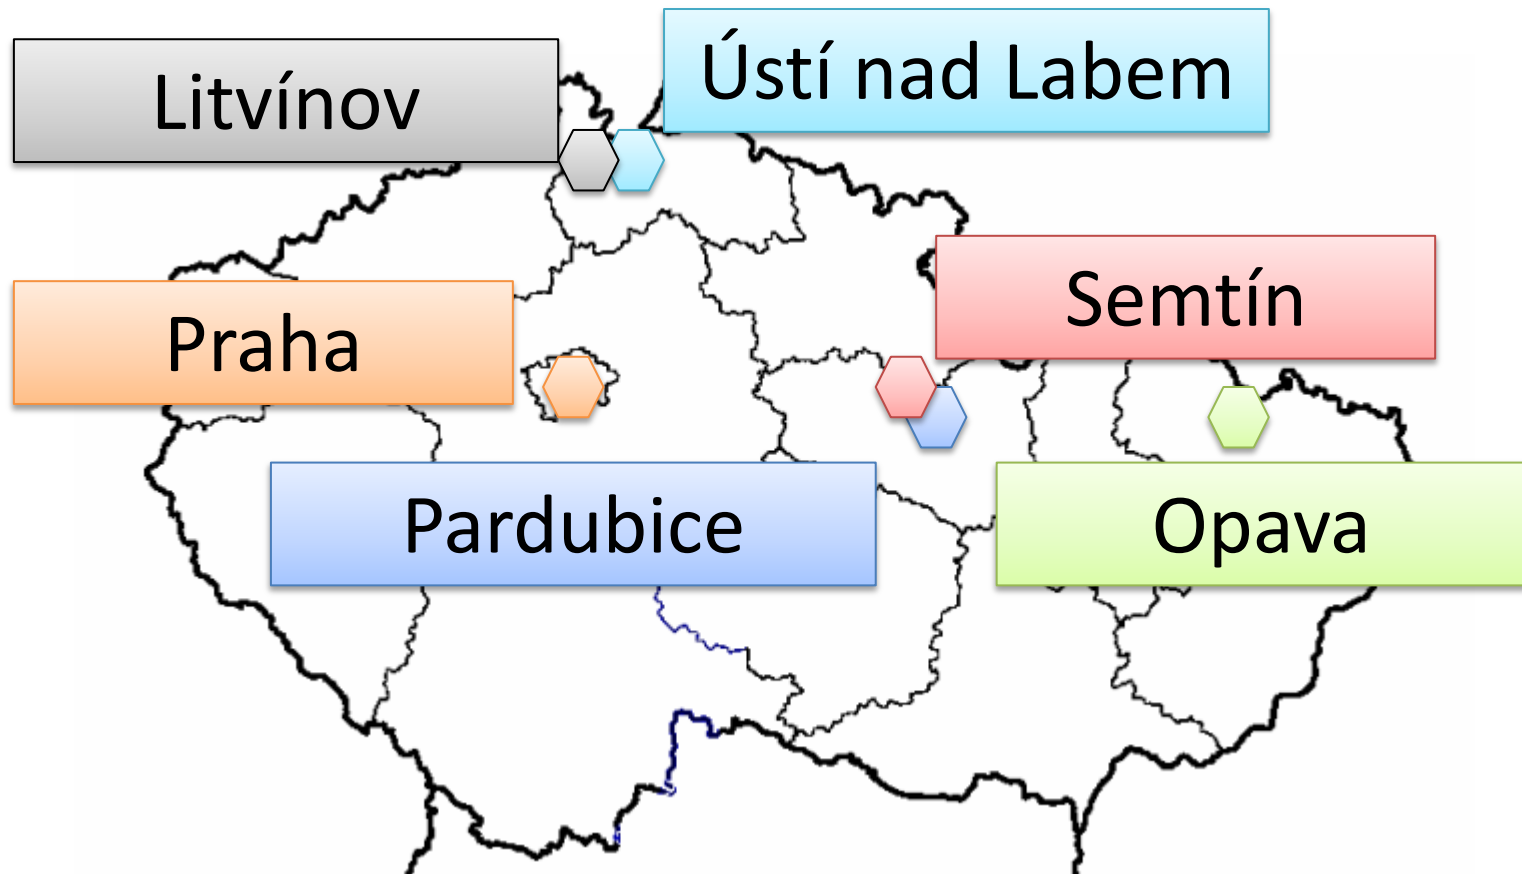 Litvínov
Ústí nad Labem
Semtín
Praha
Pardubice
Opava